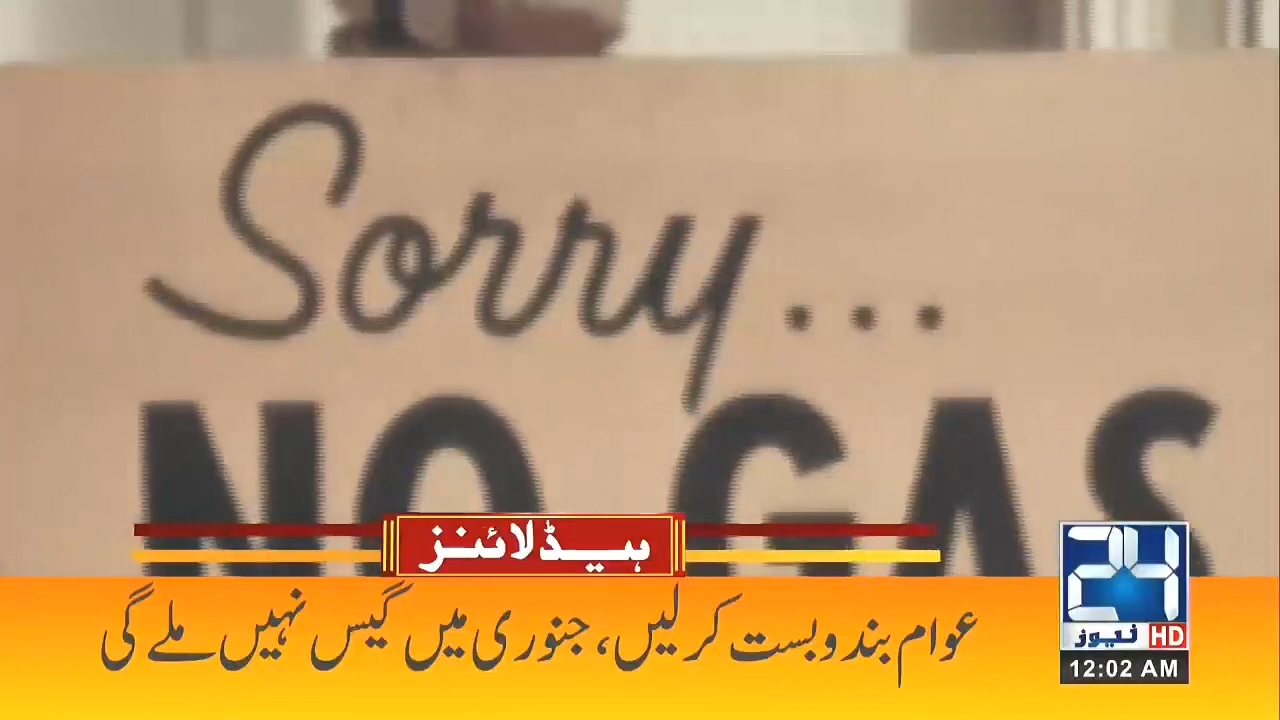 Sorry...
NO GAS
ہیڈلائنز
عوام بندوبست کرلیں، جنوری میں گیس نہیں ملے گی
24
نیوز HD
12:02 AM